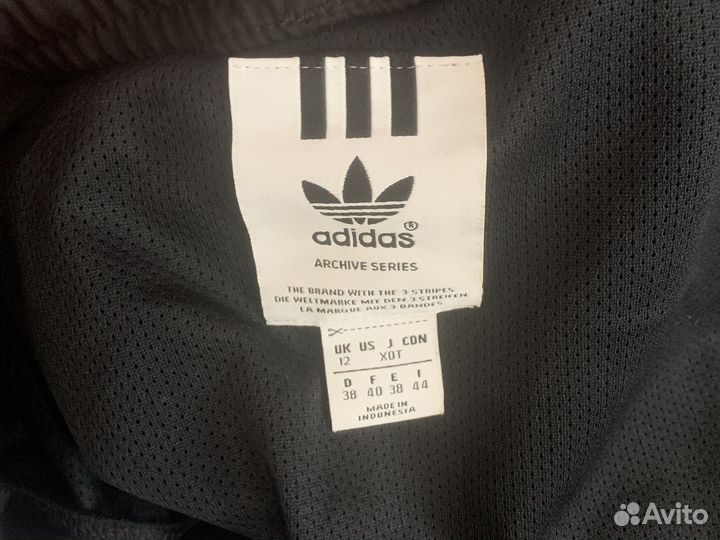 adidas®
ARCHIVE SERIES
THE BRAND WITH THE 3 STRIPES
DIE WELTMARKE MIT DEN 3 STREIFEN
LA MARQUE AUX 3 BANDES
UK US J CDN
12 XOT
D F E I
38 40 38 44
MADE IN
INDONESIA
Avito